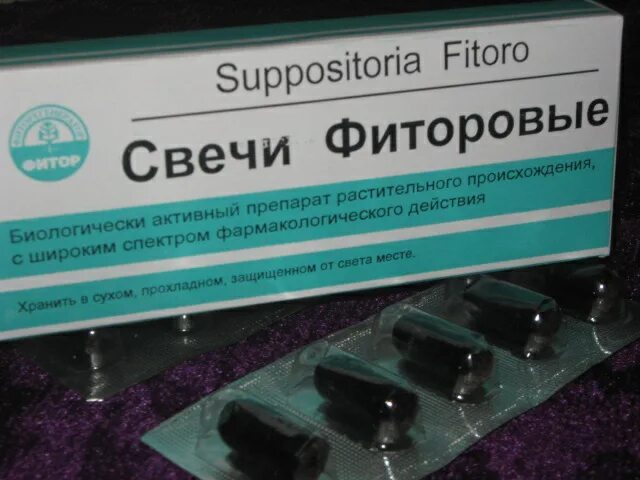 Suppositoria Fitoro
ФИТОР
Свечи Фиторовые
Биологически активный препарат растительного происхождения,
с широким спектром фармакологического действия
Хранить в сухом, прохладном, защищенном от света месте.